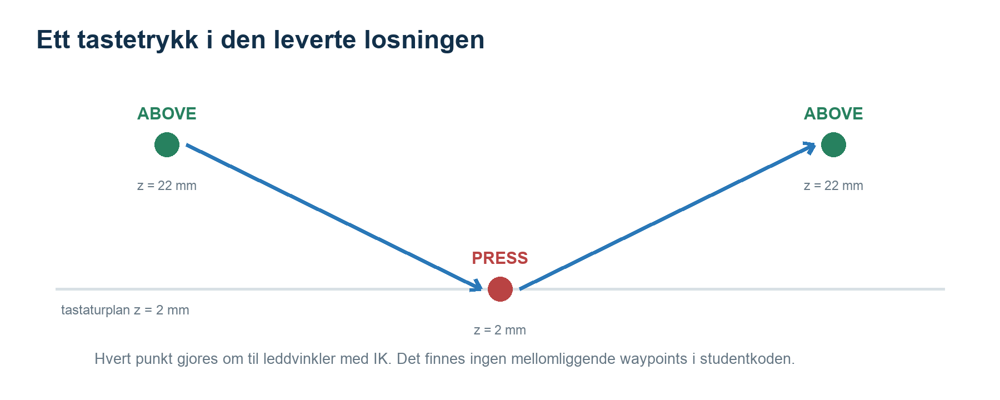 Ett tastetrykk i den leverte losningen
ABOVE
ABOVE
z = 22 mm
z = 22 mm
PRESS
tastaturplan z = 2 mm
z = 2 mm
Hvert punkt gjores om til leddvinkler med IK. Det finnes ingen mellomliggende waypoints i studentkoden.